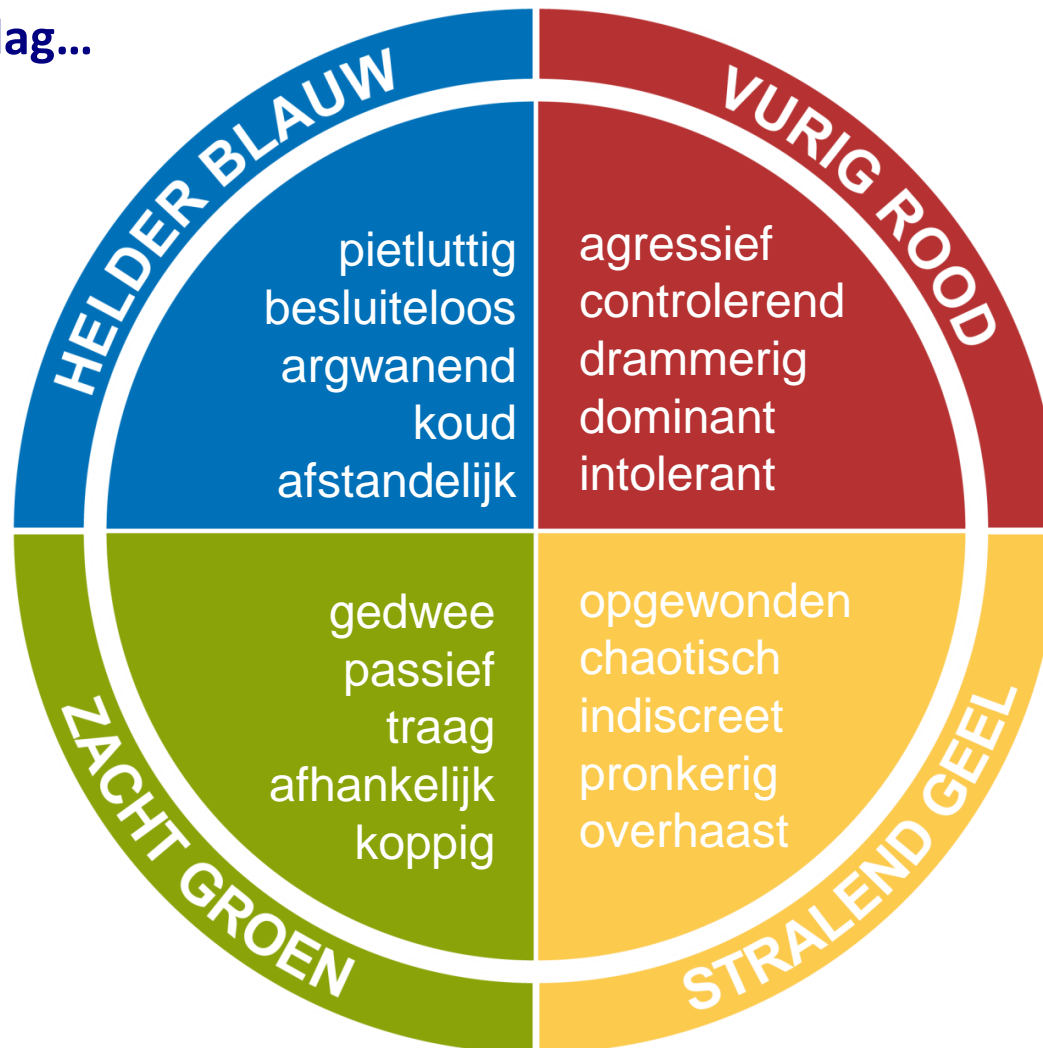 HELDER BLAUW
pietluttig
besluiteloos
argwanend
koud
afstandelijk
VURIG ROOD
agressief
controlerend
drammerig
dominant
intolerant
ZACHT GROEN
gedwee
passief
traag
afhankelijk
koppig
STRALEND GEEL
opgewonden
chaotisch
indiscreet
pronkerig
overhaast